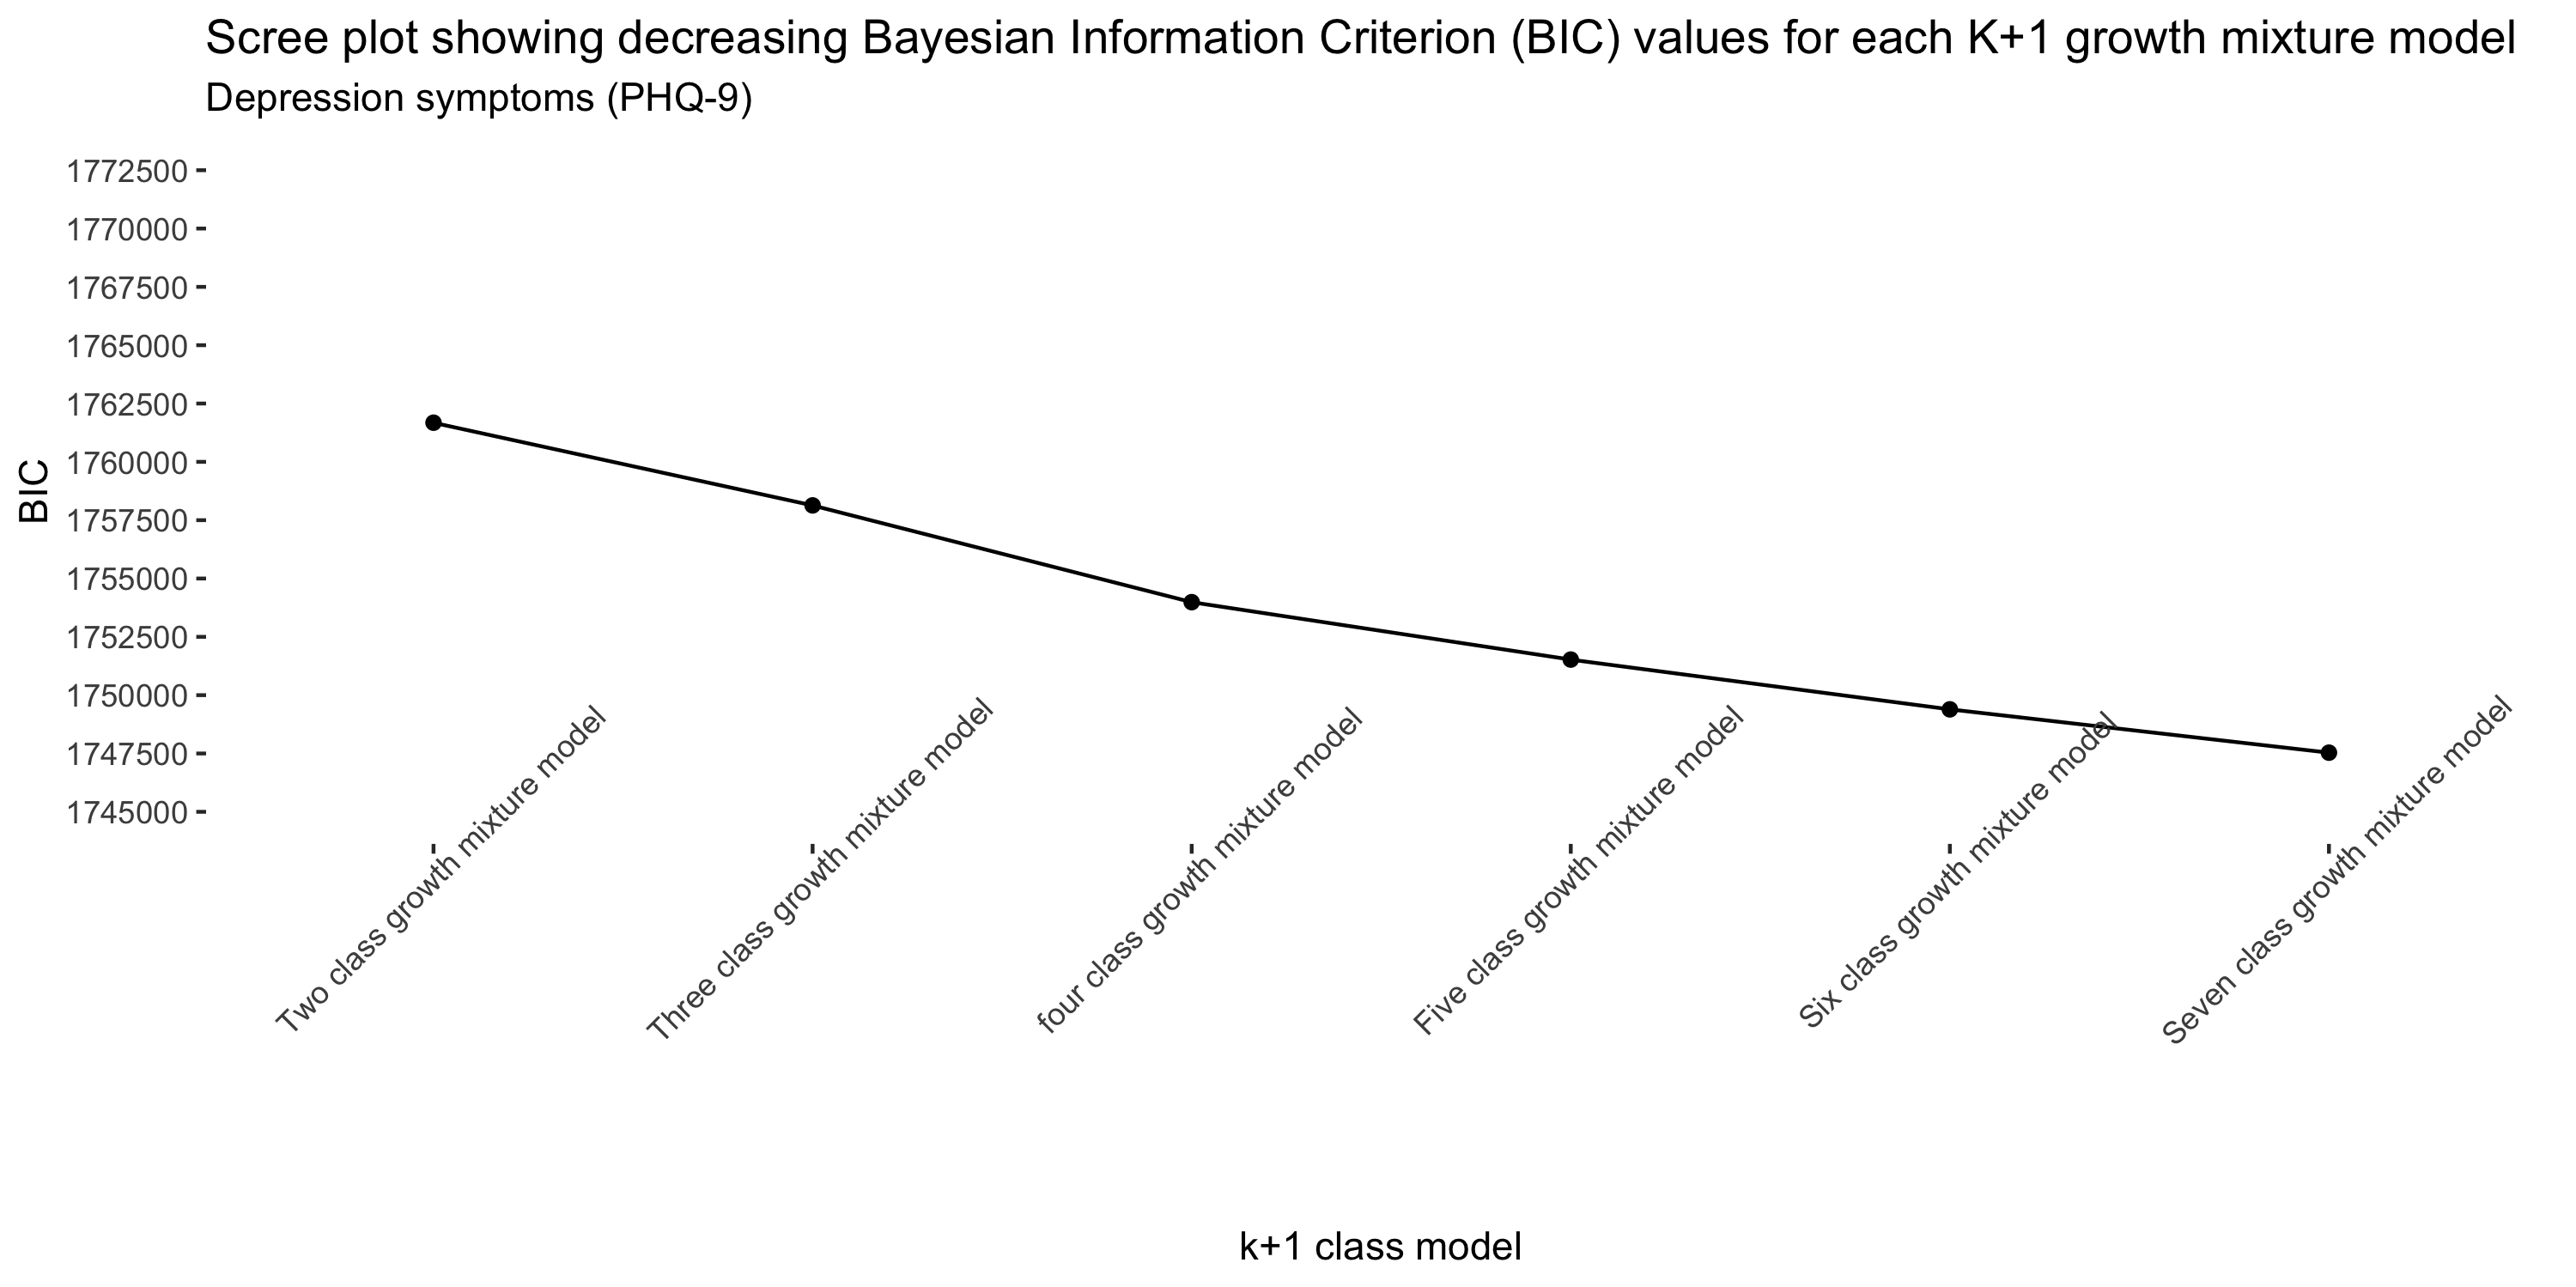 Scree plot showing decreasing Bayesian Information Criterion (BIC) values for each K+1 growth mixture model
Depression symptoms (PHQ-9)
1772500
1770000
1767500
1765000
1762500
1760000
1757500
1755000
1752500
1750000
1747500
1745000
BIC
Two class growth mixture model
Three class growth mixture model
four class growth mixture model
Five class growth mixture model
Six class growth mixture model
Seven class growth mixture model
k+1 class model